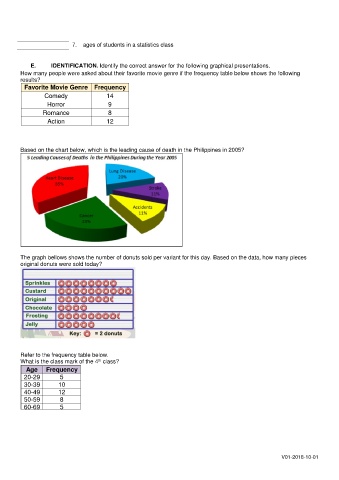 7. ages of students in a statistics class
E. IDENTIFICATION. Identify the correct answer for the following graphical presentations.
How many people were asked about their favorite movie genre if the frequency table below shows the following
results?
Favorite Movie Genre Frequency
Comedy 14
Horror 9
Romance 8
Action 12
Based on the chart below, which is the leading cause of death in the Philippines in 2005?
5 Leading Causes of Deaths in the Philippines During the Year 2005
Lung Disease
20%
Heart Disease
Stroke
Accidents
11%
Cancer
The graph bellows shows the number of donuts sold per variant for this day. Based on the data, how many pieces
original donuts were sold today?
Sprinkles
Custard
Original
Chocolate
Frosting
Jelly
Key: = 2 donuts
Refer to the frequency table below.
What is the class mark of the 4th class?
Age Frequency
20-29 5
30-39 10
40-49 12
50-59 8
60-69 5
V01-2018-10-01